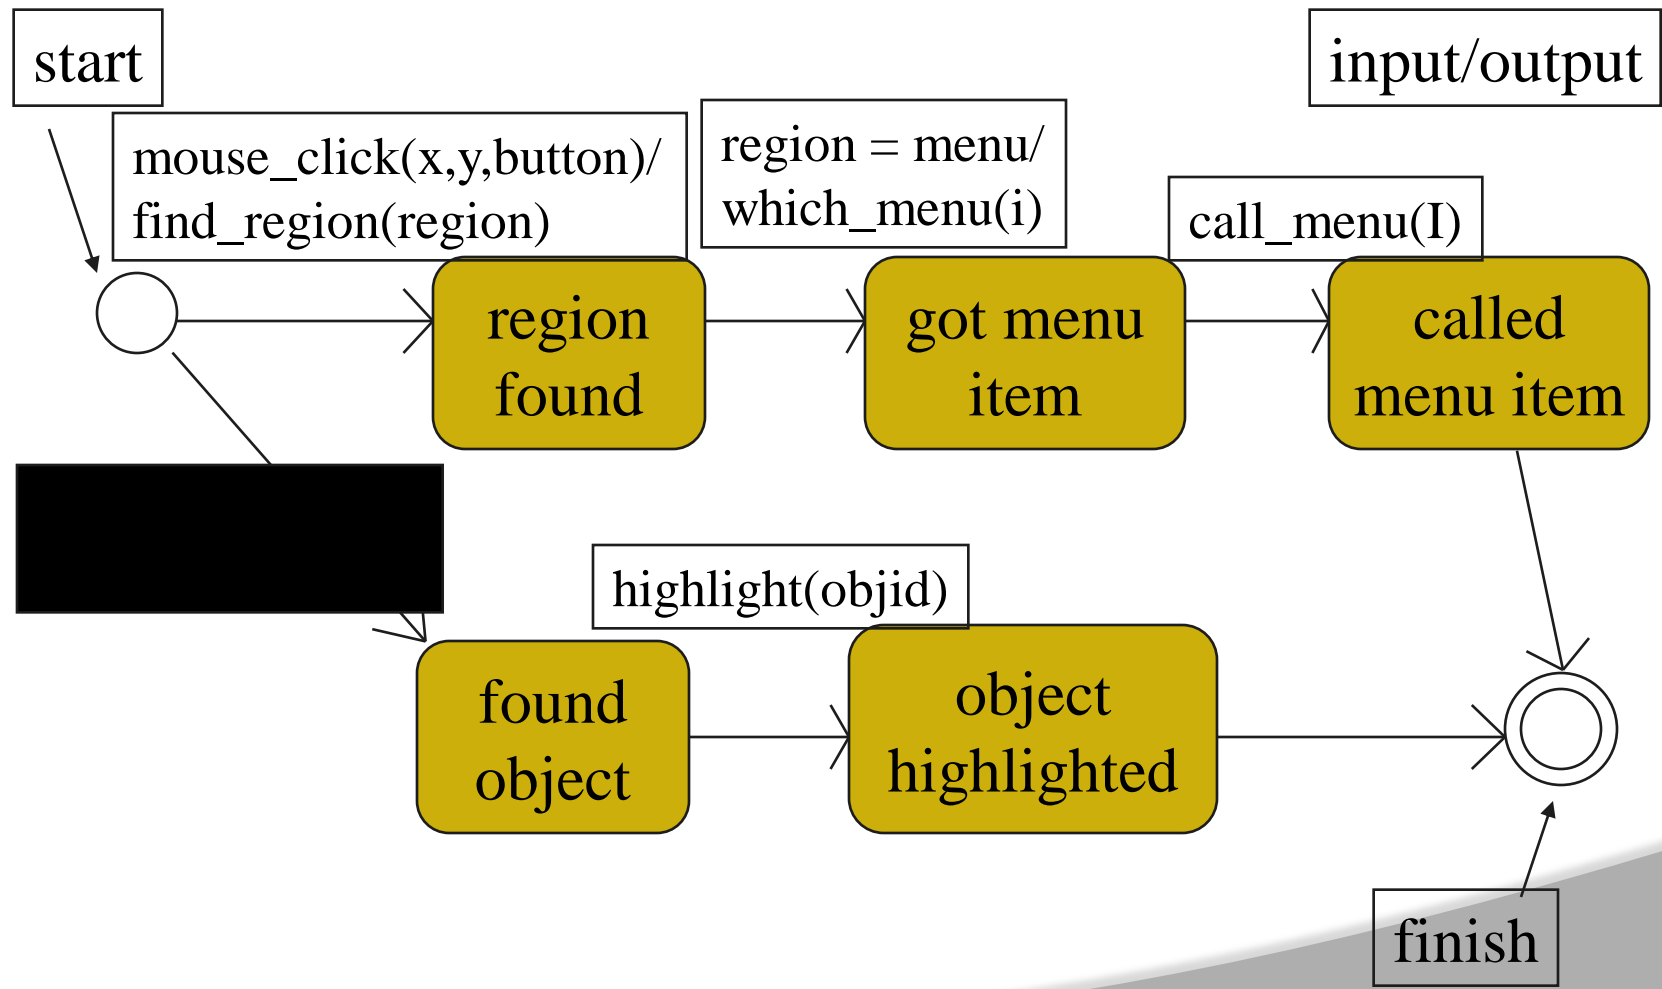 start
input/output
mouse_click(x,y,button)/
find_region(region)
region = menu/
which_menu(i)
call_menu(I)
region
found
got menu
item
called
menu item
highlight(objid)
found
object
object
highlighted
finish